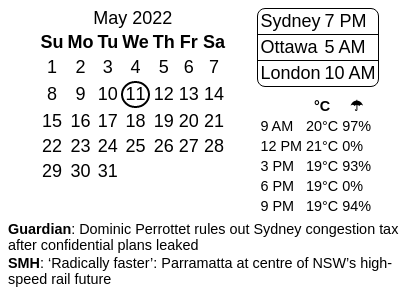 May 2022
Su Mo Tu We Th Fr Sa
1 2 3 4 5 6 7
8 9 10 11 12 13 14
15 16 17 18 19 20 21
22 23 24 25 26 27 28
29 30 31
Sydney 7 PM
Ottawa 5 AM
London 10 AM
°C ☂
9 AM 20°C 97%
12 PM 21°C 0%
3 PM 19°C 93%
6 PM 19°C 0%
9 PM 19°C 94%
Guardian: Dominic Perrottet rules out Sydney congestion tax
after confidential plans leaked
SMH: ‘Radically faster’: Parramatta at centre of NSW’s high-
speed rail future